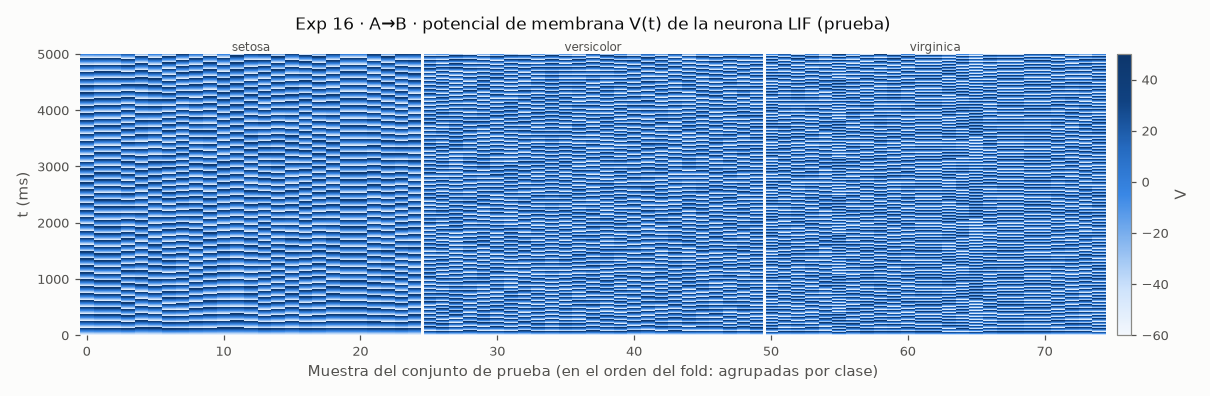 Exp 16 · A→B · potencial de membrana V(t) de la neurona LIF (prueba)
setosa versicolor virginica
5000
4000
3000
2000
1000
0
t (ms)
0 10 20 30 40 50 60 70
Muestra del conjunto de prueba (en el orden del fold: agrupadas por clase)
40
20
0
−20
−40
−60
V